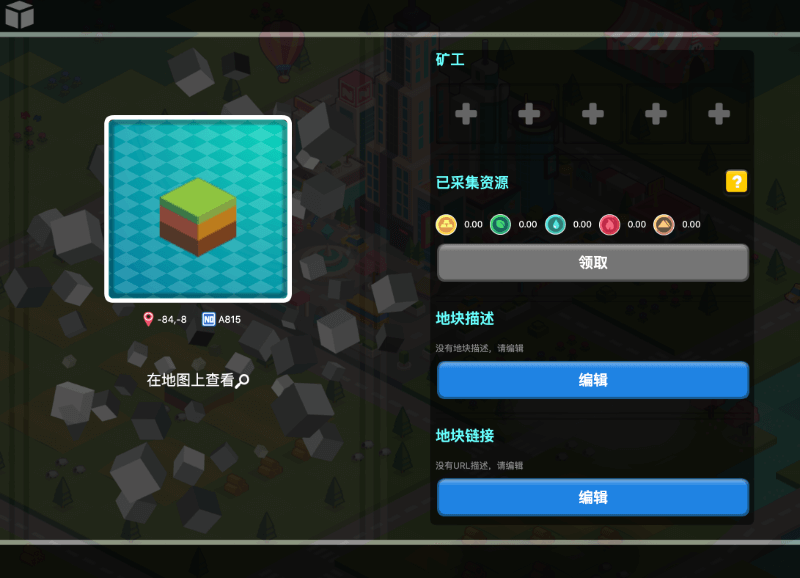 矿工
已采集资源
?
0.00 0.00 0.00 0.00 0.00
领取
-84,-8 NO A815
地块描述
没有地块描述，请编辑
编辑
在地图上查看
地块链接
没有URL描述，请编辑
编辑